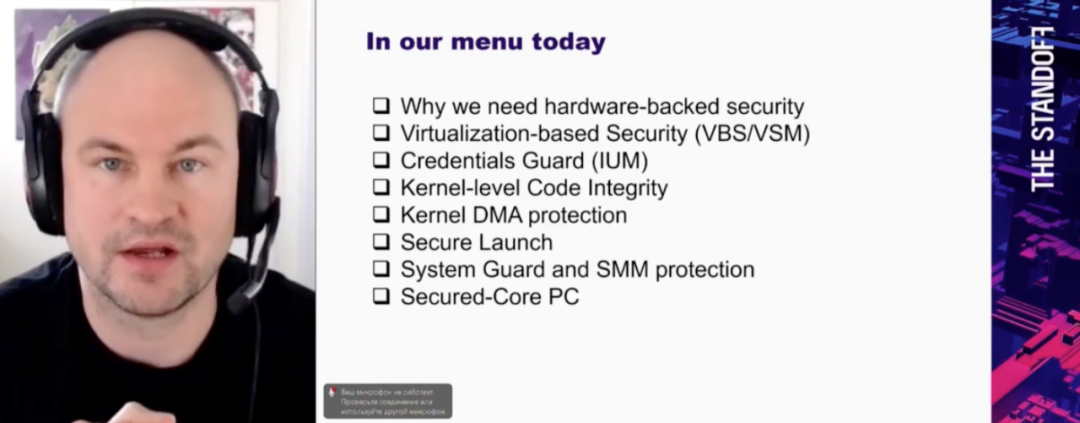 In our menu today
Why we need hardware-backed security
Virtualization-based Security (VBS/VSM)
Credentials Guard (IUM)
Kernel-level Code Integrity
Kernel DMA protection
Secure Launch
System Guard and SMM protection
Secured-Core PC
Ваш микрофон не работает.
Проверьте соединение или
используйте другой микрофон.
THE STANDOFF